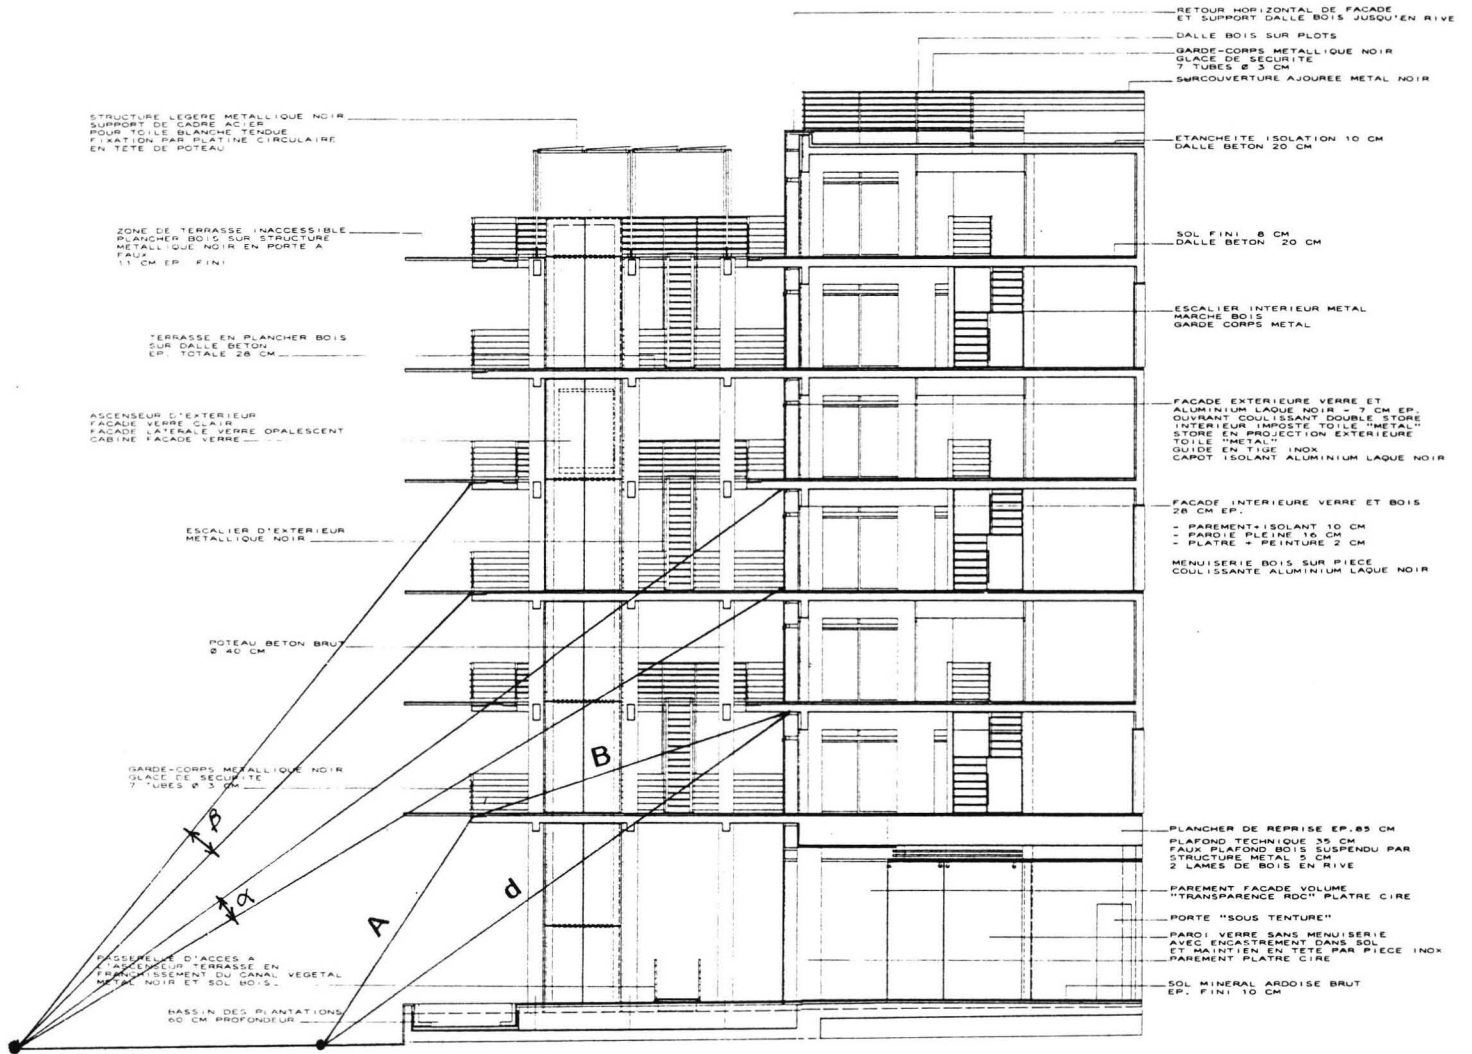 RETOUR HORIZONTAL DE FACADE
ET SUPPORT DALLE BOIS JUSQU'EN RIVE
DALLE BOIS SUR PLOTS
GARDE-CORPS METALLIQUE NOIR
GLACE DE SECURITE
7 TUBES Ø 3 CM
SURCOUVERTURE AJOUREE METAL NOIR
STRUCTURE LEGERE METALLIQUE NOIR
SUPPORT DE CADRE ACIER
POUR TOILE BLANCHE TENDUE
FIXATION PAR PLATINE CIRCULAIRE
EN TETE DE POTEAU
ETANCHEITE ISOLATION 10 CM
DALLE BETON 20 CM
ZONE DE TERRASSE INACCESSIBLE
PLANCHER BOIS SUR STRUCTURE
METALLIQUE NOIR EN PORTE A
FAUX
11 CM EP. FINI
SOL FINI 8 CM
DALLE BETON 20 CM
ESCALIER INTERIEUR METAL
MARCHE BOIS
GARDE CORPS METAL
TERRASSE EN PLANCHER BOIS
SUR DALLE BETON
EP. TOTALE 28 CM
ASCENSEUR D'EXTERIEUR
FACADE VERRE CLAIR
FACADE LATERALE VERRE OPALESCENT
CABINE FACADE VERRE
FACADE EXTERIEURE VERRE ET
ALUMINIUM LAQUE NOIR - 7 CM EP.
OUVRANT COULISSANT DOUBLE STORE
INTERIEUR IMPOSTE TOILE "METAL"
STORE EN PROJECTION EXTERIEURE
TOILE "METAL"
GUIDE EN TIGE INOX
CAPOT ISOLANT ALUMINIUM LAQUE NOIR
ESCALIER D'EXTERIEUR
METALLIQUE NOIR
FACADE INTERIEURE VERRE ET BOIS
28 CM EP.
- PAREMENT+ISOLANT 10 CM
- PAROIE PLEINE 16 CM
- PLATRE + PEINTURE 2 CM
MENUISERIE BOIS SUR PIECE
COULISSANTE ALUMINIUM LAQUE NOIR
POTEAU BETON BRUT
Ø 40 CM
B
GARDE-CORPS METALLIQUE NOIR
GLACE DE SECURITE
7 TUBES Ø 3 CM
β
α
A
d
PLANCHER DE REPRISE EP.85 CM
PLAFOND TECHNIQUE 35 CM
FAUX PLAFOND BOIS SUSPENDU PAR
STRUCTURE METAL 5 CM
2 LAMES DE BOIS EN RIVE
PAREMENT FACADE VOLUME
"TRANSPARENCE RDC" PLATRE CIRE
PORTE "SOUS TENTURE"
PAROI VERRE SANS MENUISERIE
AVEC ENCASTREMENT DANS SOL
ET MAINTIEN EN TETE PAR PIECE INOX
PAREMENT PLATRE CIRE
PASSERELLE D'ACCES A
L'ASCENSEUR TERRASSE EN
FRANCHISSEMENT DU CANAL VEGETAL
METAL NOIR ET SOL BOIS
SOL MINERAL ARDOISE BRUT
EP. FINI 10 CM
BASSIN DES PLANTATIONS
60 CM PROFONDEUR